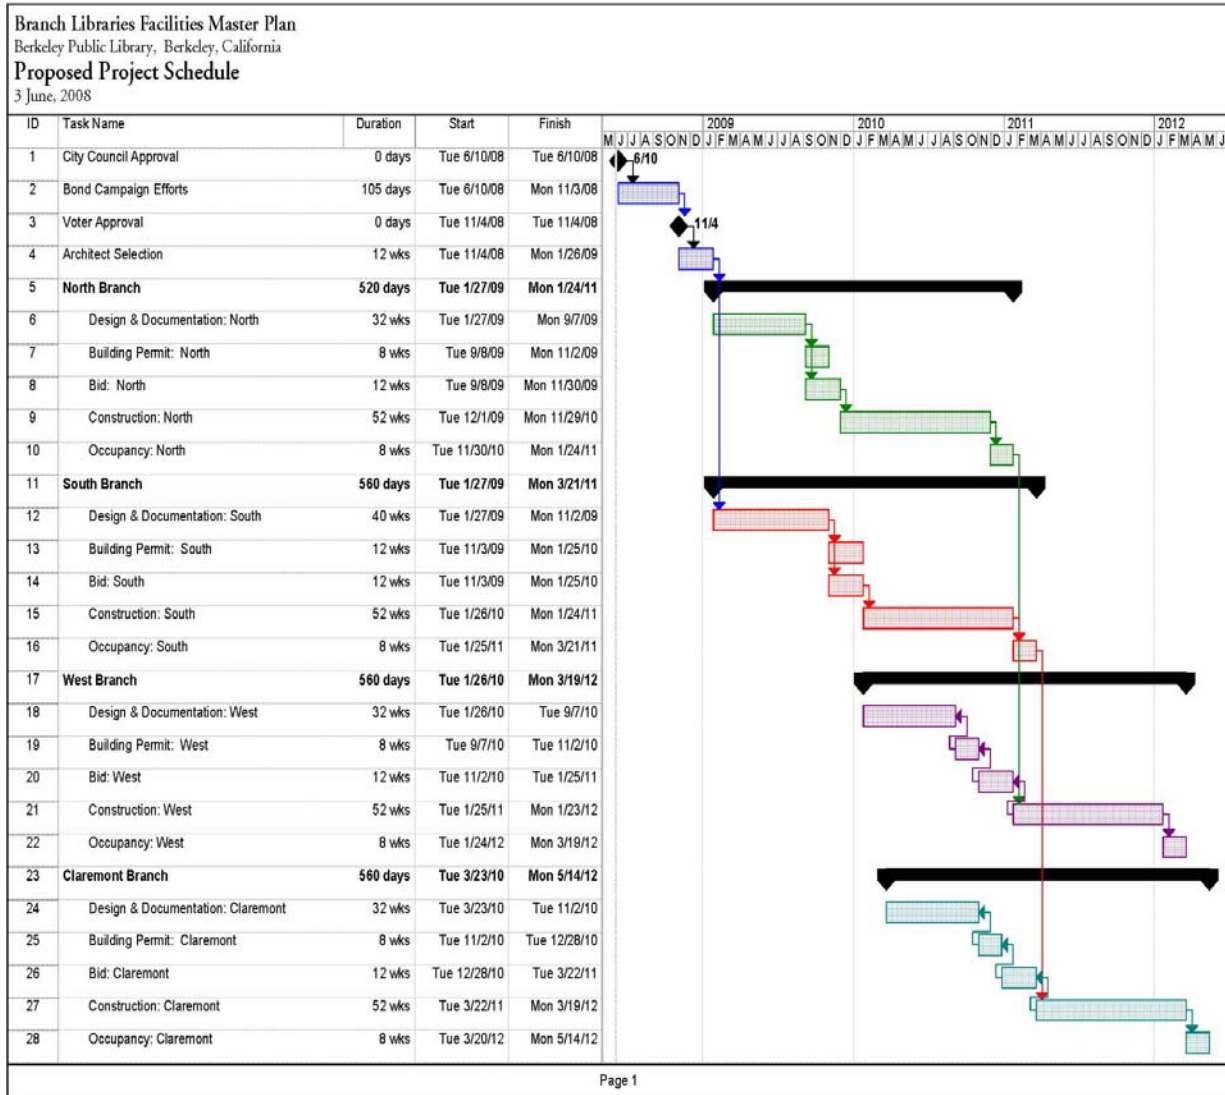 Branch Libraries Facilities Master Plan
Berkeley Public Library, Berkeley, California
Proposed Project Schedule
3 June, 2008
ID Task Name Duration Start Finish 2009 2010 2011 2012
M J J A S O N D J F M A M J J A S O N D J F M A M J J A S O N D J F M A M J J A S O N D J F M A M J
1 City Council Approval 0 days Tue 6/10/08 Tue 6/10/08 6/10
2 Bond Campaign Efforts 105 days Tue 6/10/08 Mon 11/3/08
3 Voter Approval 0 days Tue 11/4/08 Tue 11/4/08 11/4
4 Architect Selection 12 wks Tue 11/4/08 Mon 1/26/09
5 North Branch 520 days Tue 1/27/09 Mon 1/24/11
6 Design & Documentation: North 32 wks Tue 1/27/09 Mon 9/7/09
7 Building Permit: North 8 wks Tue 9/8/09 Mon 11/2/09
8 Bid: North 12 wks Tue 9/8/09 Mon 11/30/09
9 Construction: North 52 wks Tue 12/1/09 Mon 11/29/10
10 Occupancy: North 8 wks Tue 11/30/10 Mon 1/24/11
11 South Branch 560 days Tue 1/27/09 Mon 3/21/11
12 Design & Documentation: South 40 wks Tue 1/27/09 Mon 11/2/09
13 Building Permit: South 12 wks Tue 11/3/09 Mon 1/25/10
14 Bid: South 12 wks Tue 11/3/09 Mon 1/25/10
15 Construction: South 52 wks Tue 1/26/10 Mon 1/24/11
16 Occupancy: South 8 wks Tue 1/25/11 Mon 3/21/11
17 West Branch 560 days Tue 1/26/10 Mon 3/19/12
18 Design & Documentation: West 32 wks Tue 1/26/10 Tue 9/7/10
19 Building Permit: West 8 wks Tue 9/7/10 Tue 11/2/10
20 Bid: West 12 wks Tue 11/2/10 Tue 1/25/11
21 Construction: West 52 wks Tue 1/25/11 Mon 1/23/12
22 Occupancy: West 8 wks Tue 1/24/12 Mon 3/19/12
23 Claremont Branch 560 days Tue 3/23/10 Mon 5/14/12
24 Design & Documentation: Claremont 32 wks Tue 3/23/10 Tue 11/2/10
25 Building Permit: Claremont 8 wks Tue 11/2/10 Tue 12/28/10
26 Bid: Claremont 12 wks Tue 12/28/10 Tue 3/22/11
27 Construction: Claremont 52 wks Tue 3/22/11 Mon 3/19/12
28 Occupancy: Claremont 8 wks Tue 3/20/12 Mon 5/14/12
Page 1